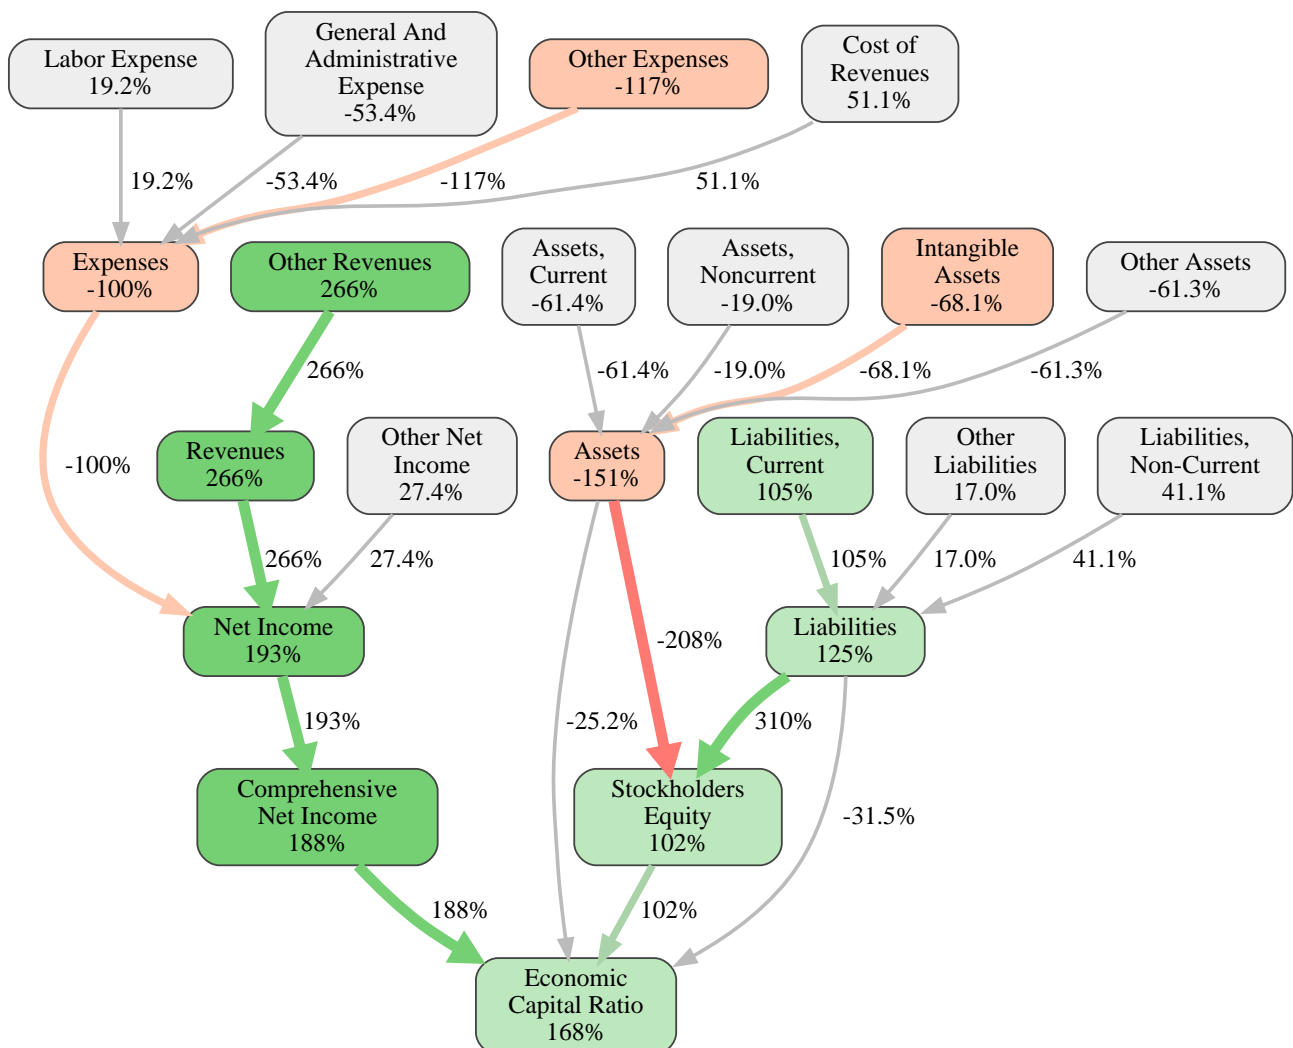 Labor Expense
19.2%
General And
Administrative
Expense
-53.4%
Other Expenses
-117%
Cost of
Revenues
51.1%
19.2%
-53.4%
-117%
51.1%
Expenses
-100%
Other Revenues
266%
Assets,
Current
-61.4%
Assets,
Noncurrent
-19.0%
Intangible
Assets
-68.1%
Other Assets
-61.3%
266%
-61.4%
-19.0%
-68.1%
-61.3%
-100%
Revenues
266%
Other Net
Income
27.4%
Assets
-151%
Liabilities,
Current
105%
Other
Liabilities
17.0%
Liabilities,
Non-Current
41.1%
266%
27.4%
105%
17.0%
41.1%
Net Income
193%
-208%
Liabilities
125%
193%
-25.2%
310%
Comprehensive
Net Income
188%
Stockholders
Equity
102%
-31.5%
188%
102%
Economic
Capital Ratio
168%